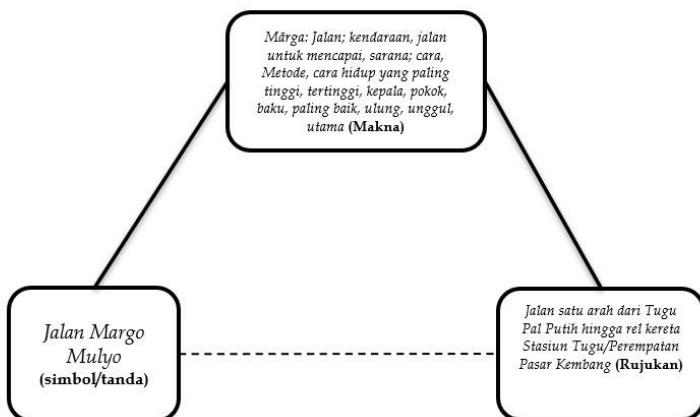 Mārga: Jalan; kendaraan, jalan
untuk mencapai, sarana; cara,
Metode, cara hidup yang paling
tinggi, tertinggi, kepala, pokok,
baku, paling baik, ulung, unggul,
utama (Makna)
Jalan Margo
Mulyo
(simbol/tanda)
Jalan satu arah dari Tugu
Pal Putih hingga rel kereta
Stasiun Tugu/Perempatan
Pasar Kembang (Rujukan)